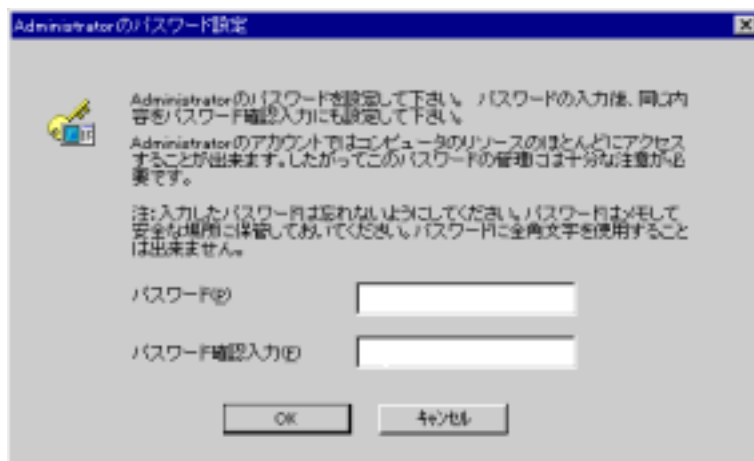 Administratorのパスワード設定
Administratorのパスワードを設定して下さい。 パスワードの入力後、同じ内
容をパスワード確認入力にも設定して下さい。
Administratorのアカウントではコンピュータのリソースのほとんどにアクセス
することが出来ます。したがってこのパスワードの管理には十分な注意が必
要です。
注:入力したパスワードは忘れないようにしてください。パスワードはメモして
安全な場所に保管しておいてください。パスワードに全角文字を使用すること
は出来ません。
パスワード(P)
パスワード確認入力(F)
OK
キャンセル